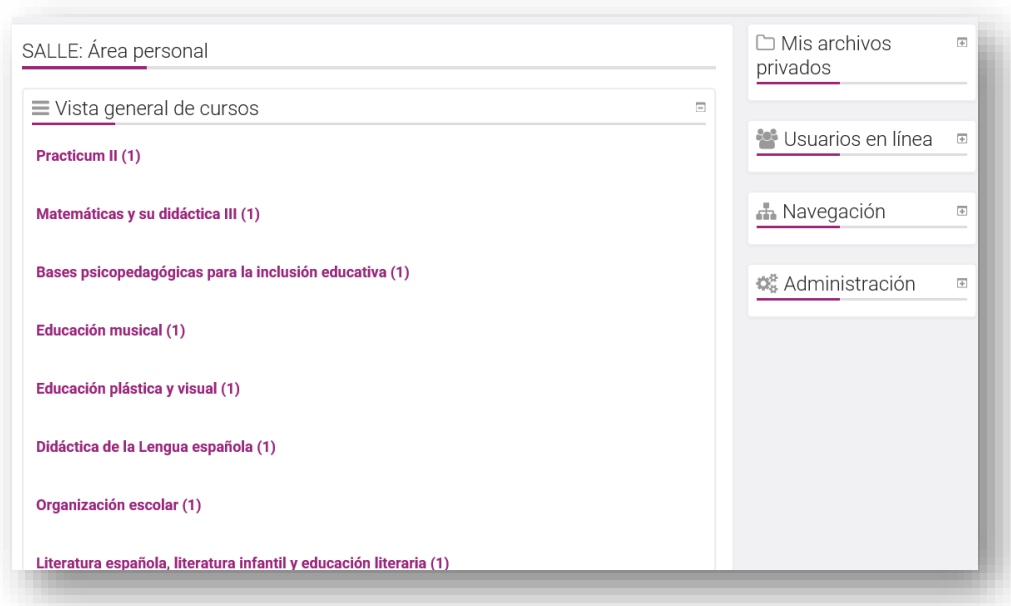 SALLE: Área personal
Vista general de cursos
Practicum II (1)
Matemáticas y su didáctica III (1)
Bases psicopedagógicas para la inclusión educativa (1)
Educación musical (1)
Educación plástica y visual (1)
Didáctica de la Lengua española (1)
Organización escolar (1)
Literatura española, literatura infantil y educación literaria (1)
Mis archivos
privados
Usuarios en línea
Navegación
Administración